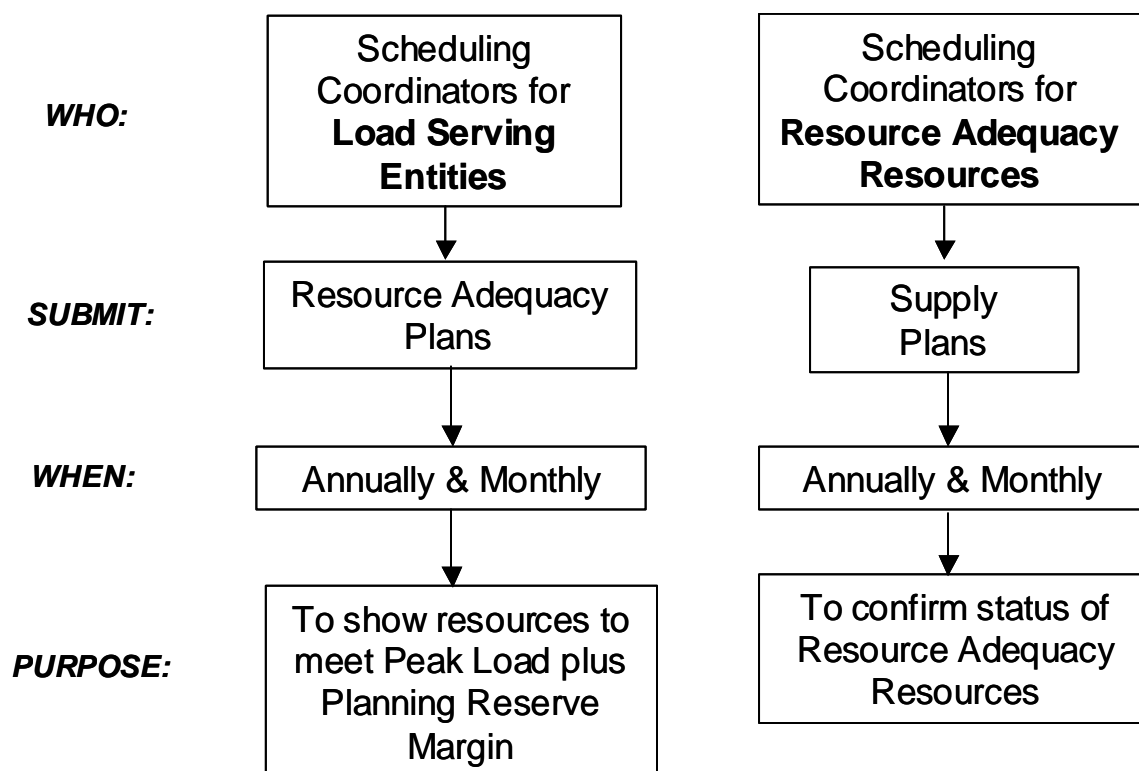 WHO:
Scheduling
Coordinators for
Load Serving
Entities
Scheduling
Coordinators for
Resource Adequacy
Resources
SUBMIT:
Resource Adequacy
Plans
Supply
Plans
WHEN:
Annually & Monthly
Annually & Monthly
PURPOSE:
To show resources to
meet Peak Load plus
Planning Reserve
Margin
To confirm status of
Resource Adequacy
Resources